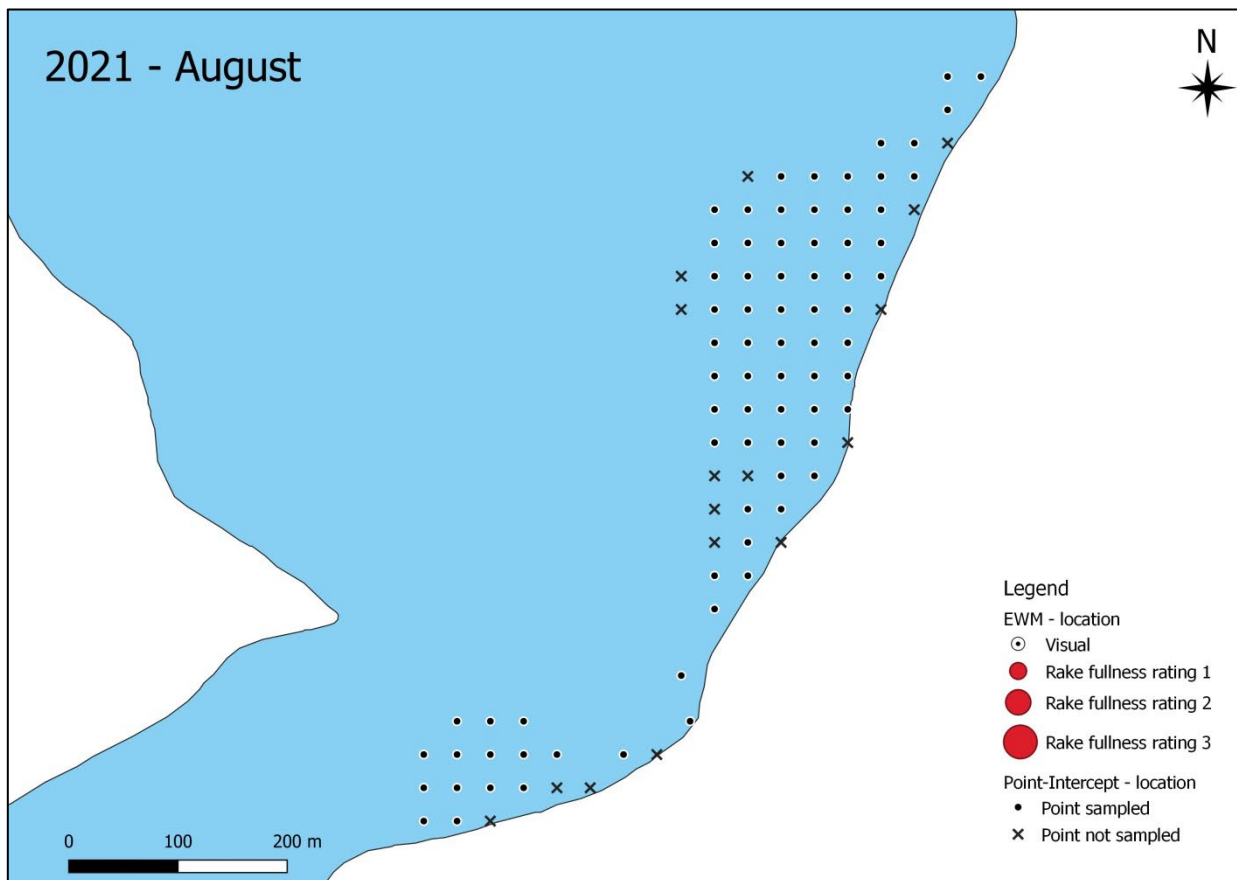 2021 - August
N
Legend
EWM - location
Visual
Rake fullness rating 1
Rake fullness rating 2
Rake fullness rating 3
Point-Intercept - location
Point sampled
Point not sampled
0 100 200 m